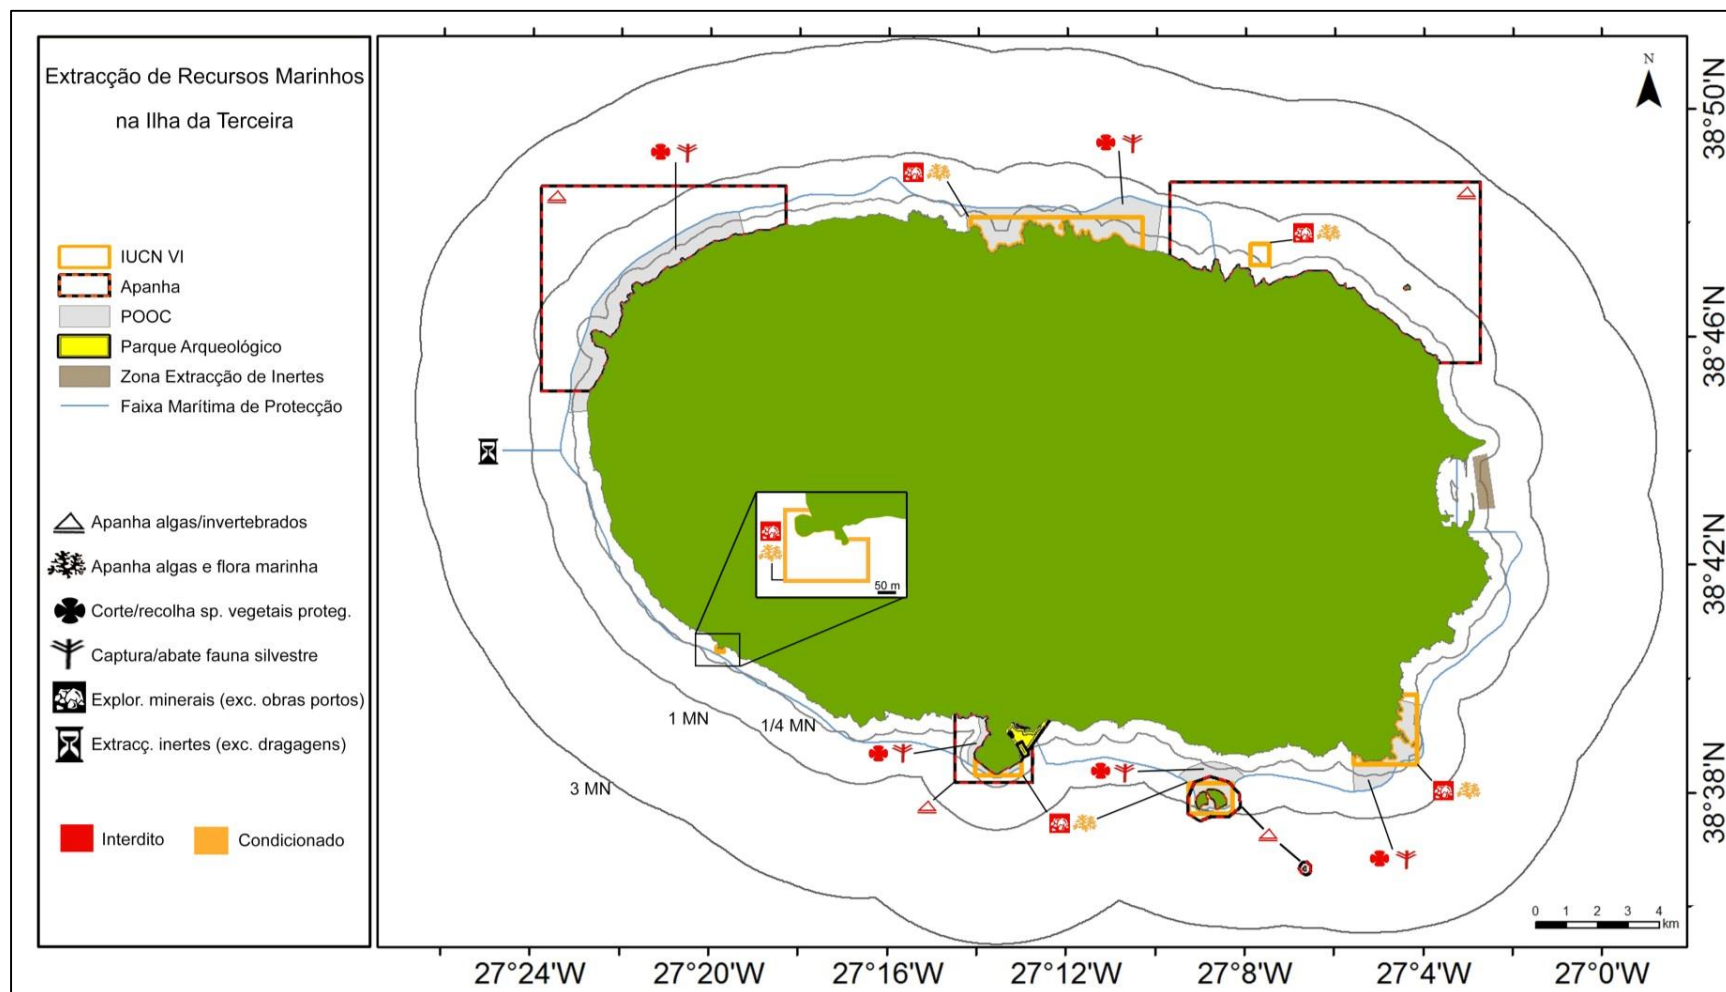 Extracção de Recursos Marinhos
na Ilha da Terceira
IUCN VI
Apanha
POOC
Parque Arqueológico
Zona Extracção de Inertes
Faixa Marítima de Protecção
Apanha algas/invertebrados
Apanha algas e flora marinha
Corte/recolha sp. vegetais proteg.
Captura/abate fauna silvestre
Explor. minerais (exc. obras portos)
Extracç. inertes (exc. dragagens)
Interdito
Condicionado
N
50 m
1 MN
1/4 MN
3 MN
0 1 2 3 4
km
38°50'N
38°46'N
38°42'N
38°38'N
27°24'W
27°20'W
27°16'W
27°12'W
27°8'W
27°4'W
27°0'W